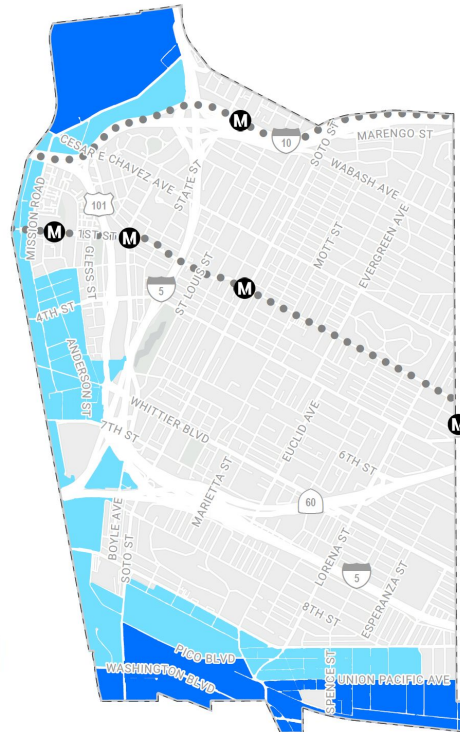 M
10
SOTO ST
MARENGO ST
CESAR E CHAVEZ AVE
WABASH AVE
STATE ST
101
MISSION ROAD
M
1ST ST
M
MOTT ST
EVERGREEN AVE
GLESS ST
5
ST LOUIS ST
M
4TH ST
ANDERSON ST
WHITTIER BLVD
EUCLID AVE
M
7TH ST
6TH ST
MARIETTA ST
60
BOYLE AVE
SOTO ST
LORENA ST
5
ESPERANZA ST
8TH ST
PICO BLVD
WASHINGTON BLVD
SPENCE ST
UNION PACIFIC AVE